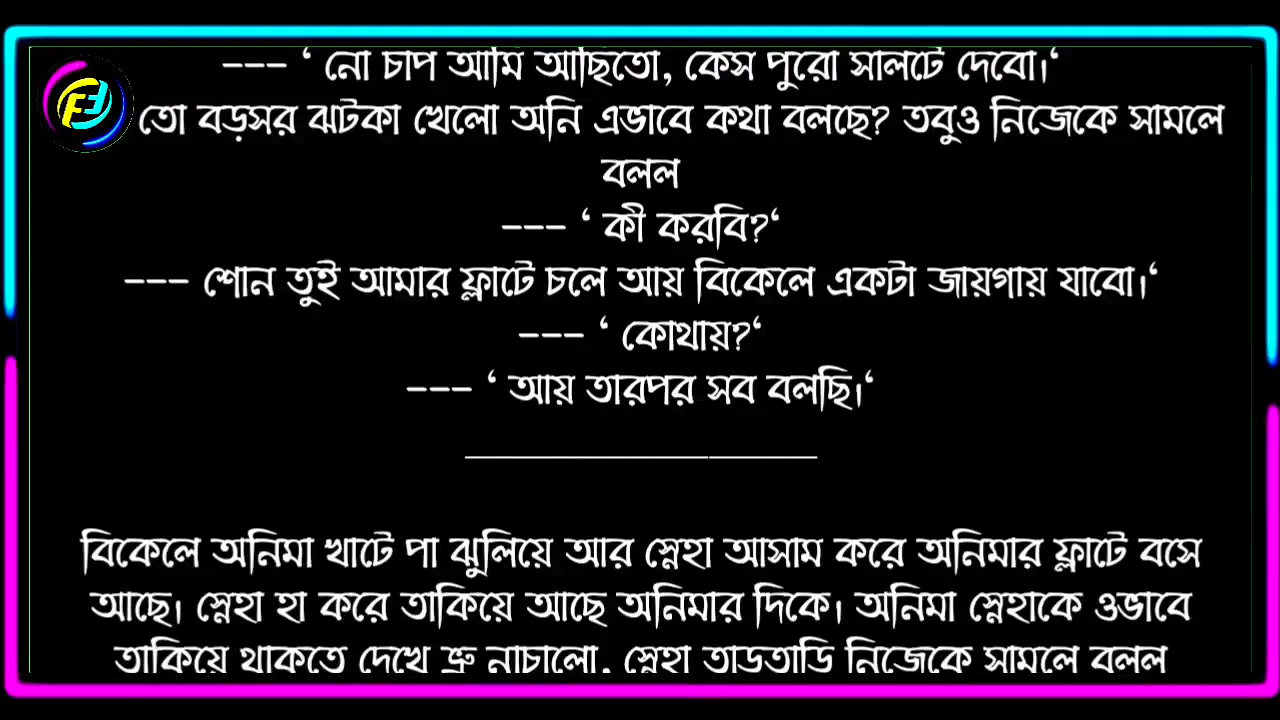 --- ‘ নো চাপ আমি আছিতো, কেস পুরো সালটে দেবো।‘
তো বড়সর ঝটকা খেলো অনি এভাবে কথা বলছে? তবুও নিজেকে সামলে
বলল
--- ‘ কী করবি?‘
--- শোন তুই আমার ফ্লাটে চলে আয় বিকেলে একটা জায়গায় যাবো।‘
--- ‘ কোথায়?‘
--- ‘ আয় তারপর সব বলছি।‘
বিকেলে অনিমা খাটে পা ঝুলিয়ে আর স্নেহা আসাম করে অনিমার ফ্লাটে বসে
আছে। স্নেহা হা করে তাকিয়ে আছে অনিমার দিকে। অনিমা স্নেহাকে ওভাবে
তাকিয়ে থাকতে দেখে ভ্রু নাচালো, স্নেহা তাড়তাড়ি নিজেকে সামলে বলল